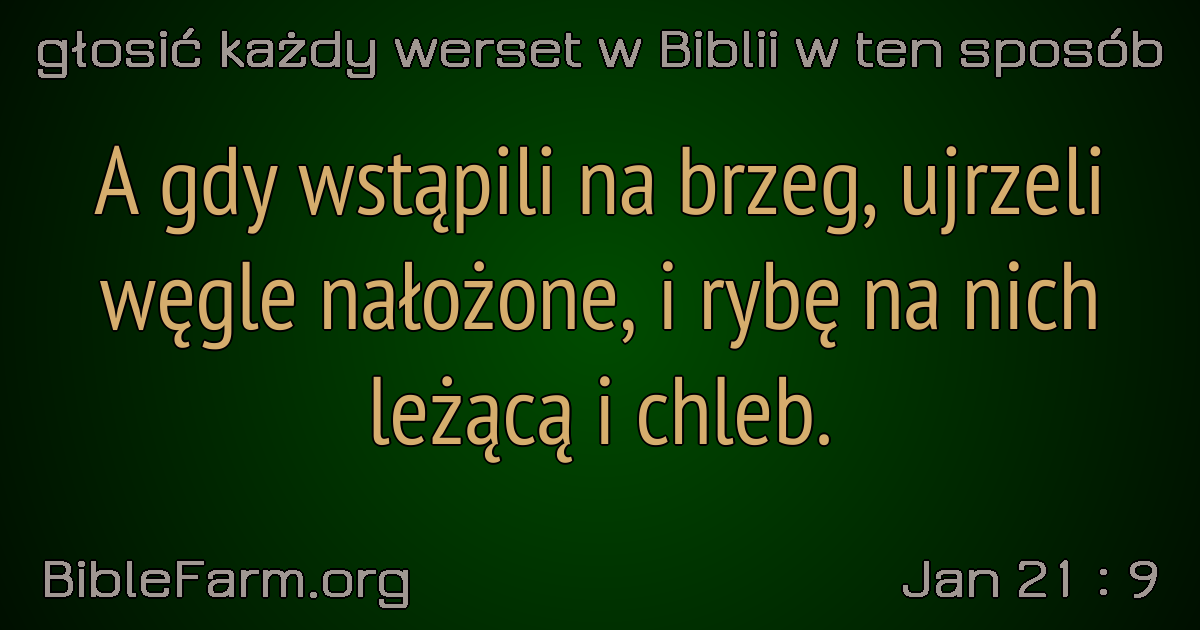 głosić każdy werset w Biblii w ten sposób
A gdy wstąpili na brzeg, ujrzeli
węgle nałożone, i rybę na nich
leżącą i chleb.
BibleFarm.org
Jan 21 : 9